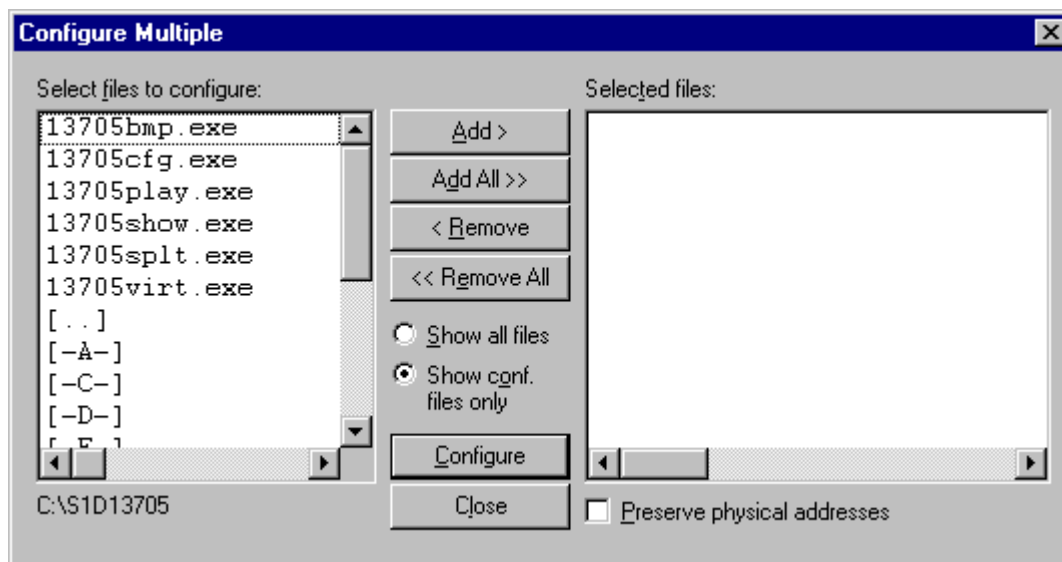 Configure Multiple
Select files to configure:
13705bmp.exe
13705cfg.exe
13705play.exe
13705show.exe
13705splt.exe
13705virt.exe
[..]
[-A-]
[-C-]
[-D-]
C:\S1D13705
Add >
Add All >>
< Remove
<< Remove All
Show all files
Show conf.
files only
Configure
Close
Selected files:
Preserve physical addresses